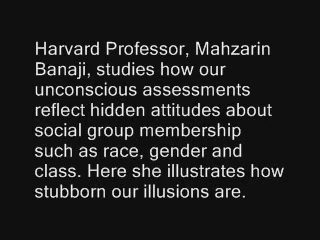 Harvard Professor, Mahzarin
Banaji, studies how our
unconscious assessments
reflect hidden attitudes about
social group membership
such as race, gender and
class. Here she illustrates how
stubborn our illusions are.